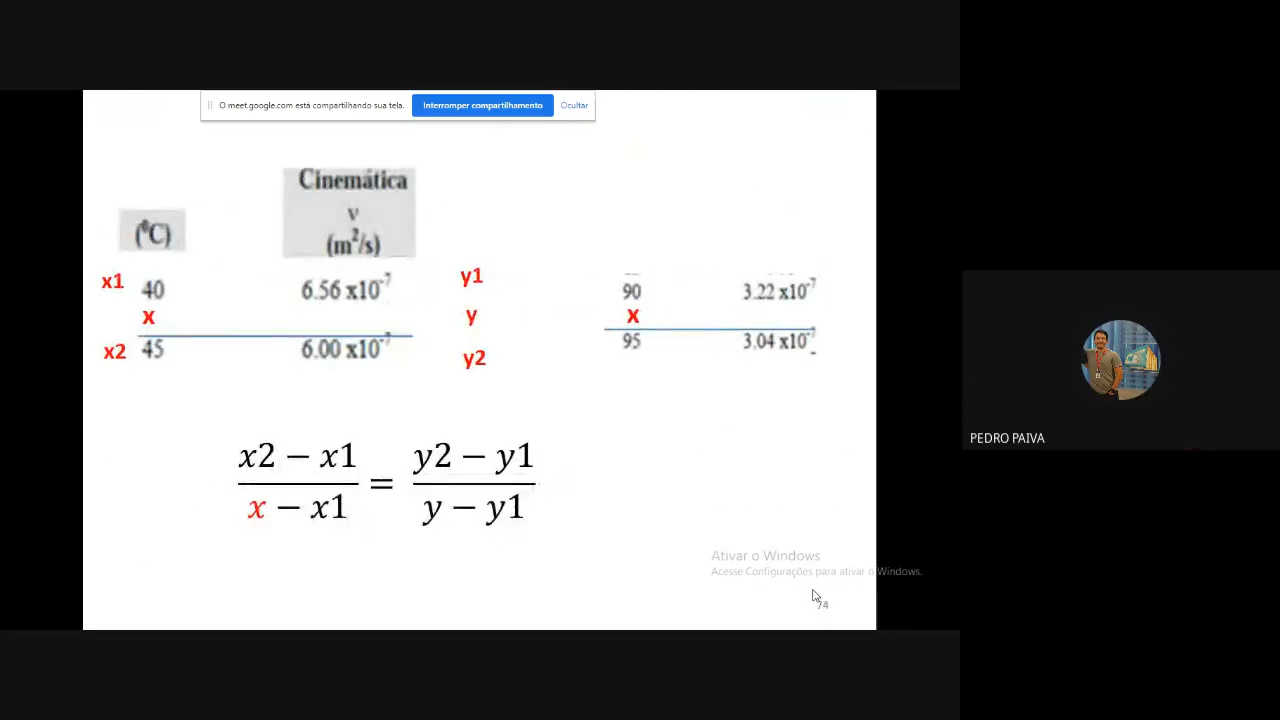 O meet.google.com está compartilhando sua tela. Interromper compartilhamento Ocultar
Cinemática
ν
(m²/s)
(⁰C)
x1 40 6.56 x10⁻⁷ y1
x y
x2 45 6.00 x10⁻⁷ y2
90 3.22 x10⁻⁷
x
95 3.04 x10⁻⁷
x2 − x1 = y2 − y1
x − x1 y − y1
PEDRO PAIVA
Ativar o Windows
Acesse Configurações para ativar o Windows.
74